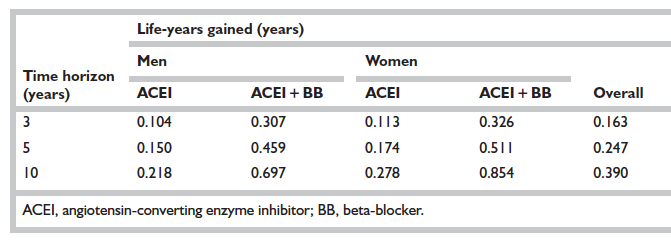 Life-years gained (years)
Men Women
Time horizon
(years) ACEI ACEI + BB ACEI ACEI + BB Overall
3 0.104 0.307 0.113 0.326 0.163
5 0.150 0.459 0.174 0.511 0.247
10 0.218 0.697 0.278 0.854 0.390
ACEI, angiotensin-converting enzyme inhibitor; BB, beta-blocker.